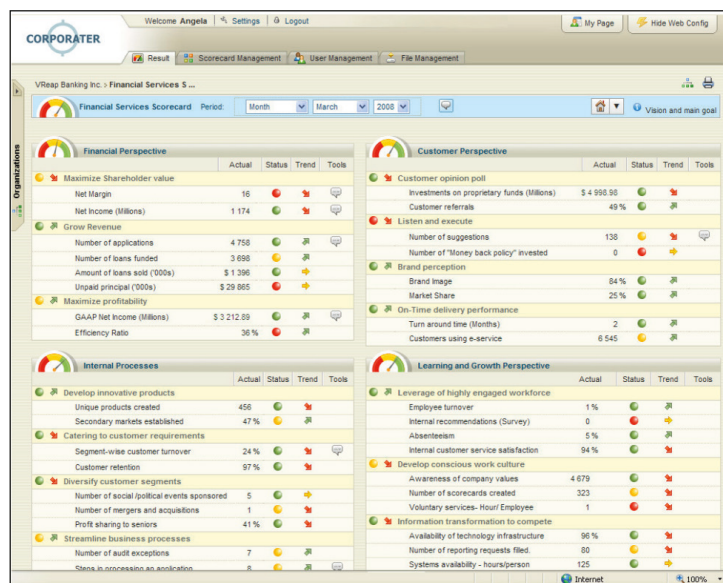 Welcome Angela Settings Logout
My Page
Hide Web Config
CORPORATER
Result Scorecard Management User Management File Management
VReap Banking Inc. > Financial Services S ...
Financial Services Scorecard Period: Month March 2008 Vision and main goal
Organizations
Financial Perspective
Actual Status Trend Tools
Maximize Shareholder value
Net Margin 16
Net Income (Millions) 1 174
Grow Revenue
Number of applications 4 758
Number of loans funded 3 698
Amount of loans sold ('000s) $ 1 396
Unpaid principal ('000s) $ 29 865
Maximize profitability
GAAP Net Income (Millions) $ 3 212.89
Efficiency Ratio 36 %
Customer Perspective
Actual Status Trend Tools
Customer opinion poll
Investments on proprietary funds (Millions) $ 4 998.98
Customer referrals 49 %
Listen and execute
Number of suggestions 138
Number of "Money back policy" invested 0
Brand perception
Brand Image 84 %
Market Share 25 %
On-Time delivery performance
Turn around time (Months) 2
Customers using e-service 6 545
Internal Processes
Actual Status Trend Tools
Develop innovative products
Unique products created 456
Secondary markets established 47 %
Catering to customer requirements
Segment-wise customer turnover 24 %
Customer retention 97 %
Diversify customer segments
Number of social /political events sponsored 5
Number of mergers and acquisitions 1
Profit sharing to seniors 41 %
Streamline business processes
Number of audit exceptions 7
Steps in processing an application 8
Learning and Growth Perspective
Actual Status Trend Tools
Leverage of highly engaged workforce
Employee turnover 1 %
Internal recommendations (Survey) 0
Absenteeism 5 %
Internal customer service satisfaction 94 %
Develop conscious work culture
Awareness of company values 4 679
Number of scorecards created 323
Voluntary services- Hour/ Employee 1
Information transformation to compete
Availability of technology infrastructure 96 %
Number of reporting requests filled. 80
Systems availability - hours/person 125
Internet 100%